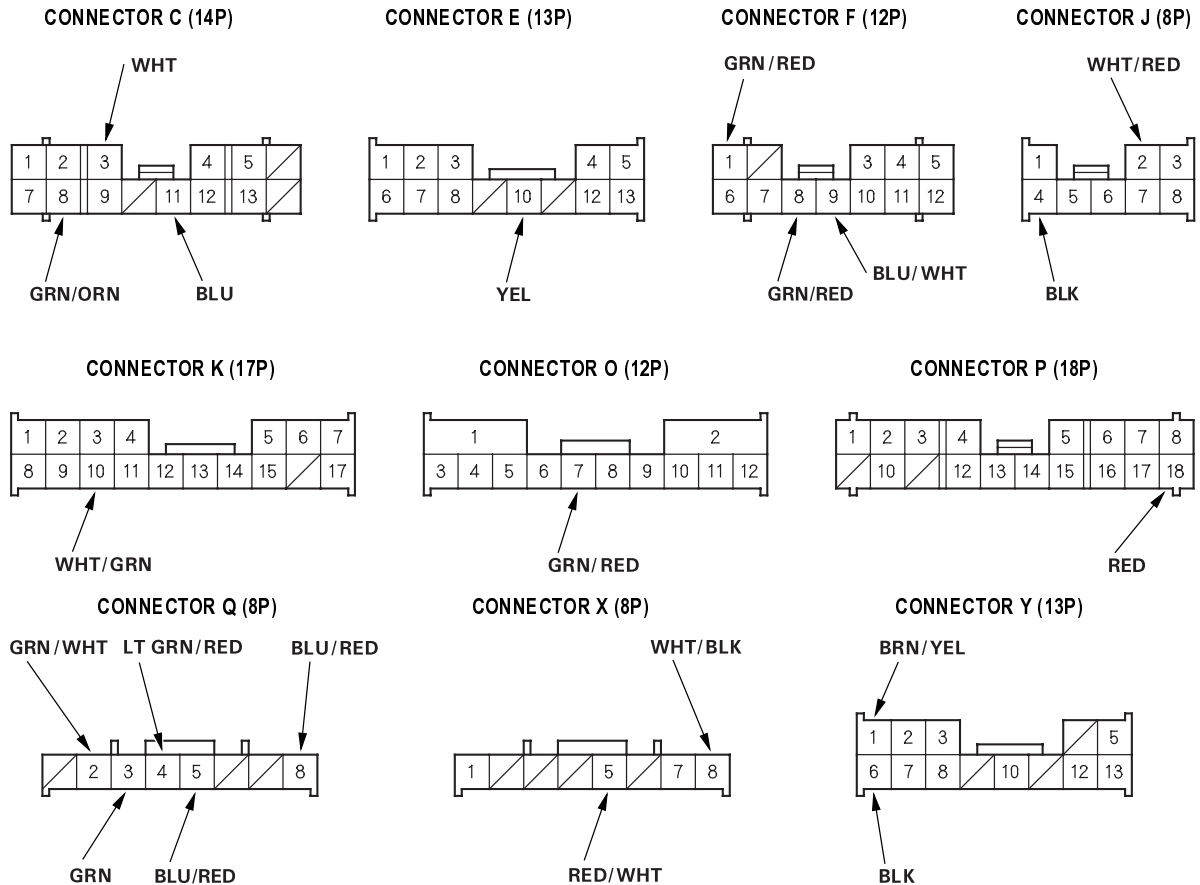 CONNECTOR C (14P) CONNECTOR E (13P) CONNECTOR F (12P) CONNECTOR J (8P)
WHT GRN/RED WHT/RED
1 2 3 4 5 1 2 3 4 5 1 3 4 5 1 2 3
7 8 9 11 12 13 6 7 8 10 12 13 6 7 8 9 10 11 12 4 5 6 7 8
BLU/WHT
GRN/ORN BLU YEL GRN/RED BLK
CONNECTOR K (17P) CONNECTOR O (12P) CONNECTOR P (18P)
1 2 3 4 5 6 7 1 2 1 2 3 4 5 6 7 8
8 9 10 11 12 13 14 15 17 3 4 5 6 7 8 9 10 11 12 10 12 13 14 15 16 17 18
WHT/GRN GRN/RED RED
CONNECTOR Q (8P) CONNECTOR X (8P) CONNECTOR Y (13P)
GRN/WHT LT GRN/RED BLU/RED WHT/BLK BRN/YEL
1 2 3 5
2 3 4 5 8 1 5 7 8 6 7 8 10 12 13
GRN BLU/RED RED/WHT BLK